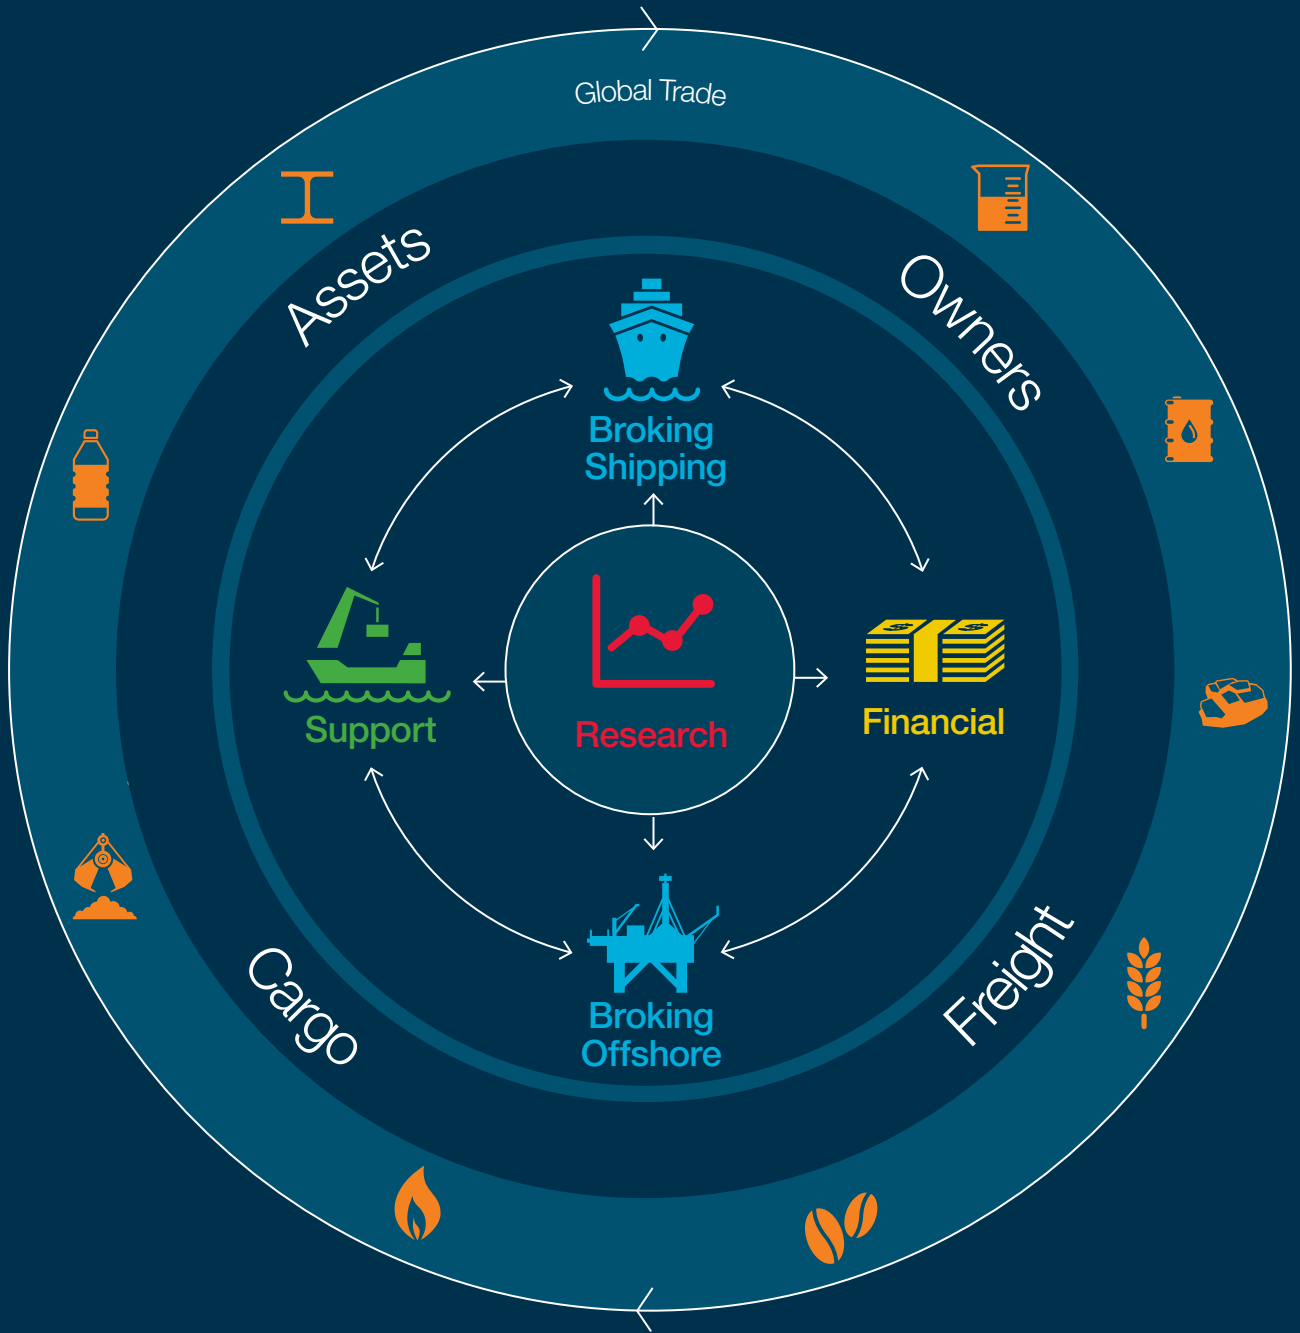 Global Trade
Assets
Owners
Broking
Shipping
Support
Research
Financial
Broking
Offshore
Cargo
Freight